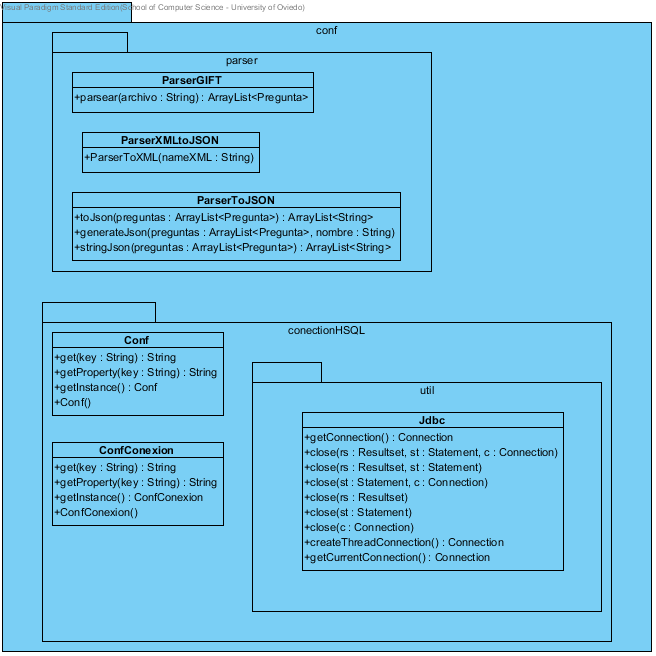 Visual Paradigm Standard Edition(School of Computer Science - University of Oviedo)
conf
parser
ParserGIFT
+parsear(archivo : String) : ArrayList<Pregunta>
ParserXMLtoJSON
+ParserToXML(nameXML : String)
ParserToJSON
+toJson(preguntas : ArrayList<Pregunta>) : ArrayList<String>
+generateJson(preguntas : ArrayList<Pregunta>, nombre : String)
+stringJson(preguntas : ArrayList<Pregunta>) : ArrayList<String>
conectionHSQL
Conf
+get(key : String) : String
+getProperty(key : String) : String
+getInstance() : Conf
+Conf()
ConfConexion
+get(key : String) : String
+getProperty(key : String) : String
+getInstance() : ConfConexion
+ConfConexion()
util
Jdbc
+getConnection() : Connection
+close(rs : Resultset, st : Statement, c : Connection)
+close(rs : Resultset, st : Statement)
+close(st : Statement, c : Connection)
+close(rs : Resultset)
+close(st : Statement)
+close(c : Connection)
+createThreadConnection() : Connection
+getCurrentConnection() : Connection